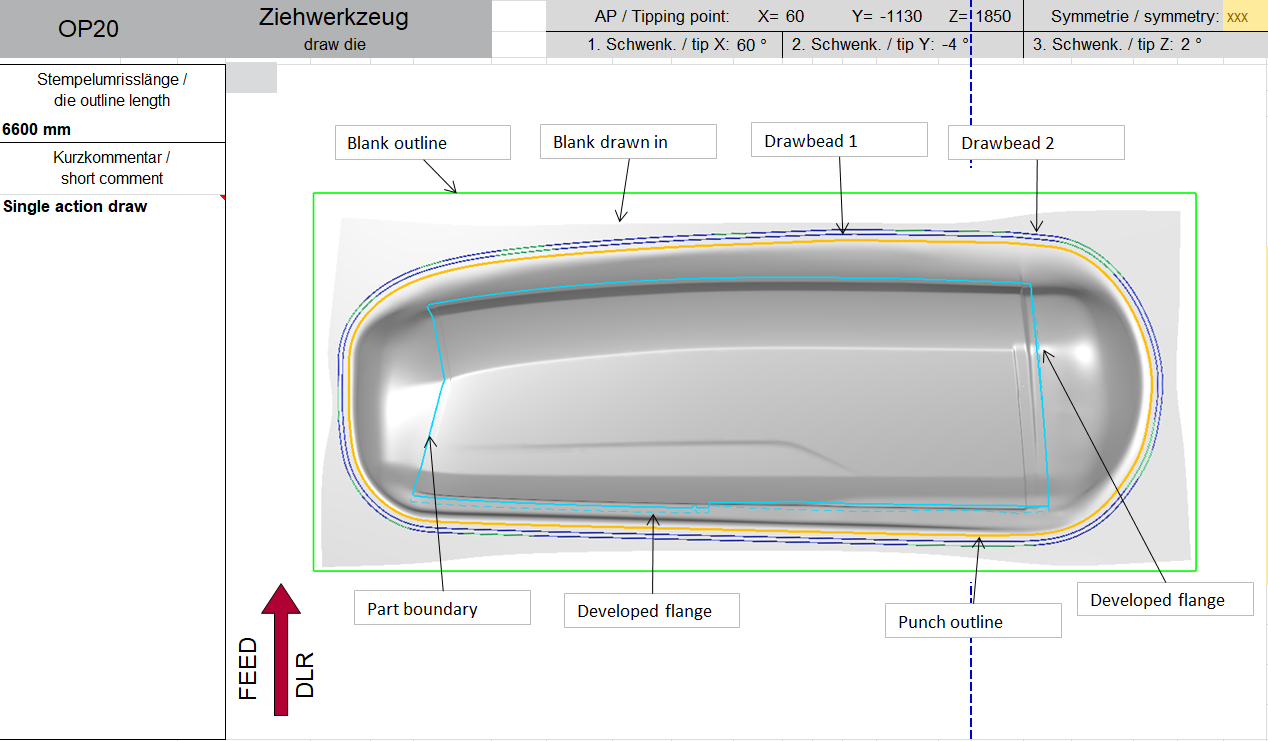 OP20
Ziehwerkzeug
draw die
AP / Tipping point: X= 60 Y= -1130 Z= 1850
Symmetrie / symmetry: xxx
1. Schwenk. / tip X: 60 ° 2. Schwenk. / tip Y: -4 ° 3. Schwenk. / tip Z: 2 °
Stempelumrisslänge /
die outline length
6600 mm
Kurzkommentar /
short comment
Single action draw
Blank outline
Blank drawn in
Drawbead 1
Drawbead 2
Part boundary
Developed flange
Punch outline
Developed flange
FEED
DLR